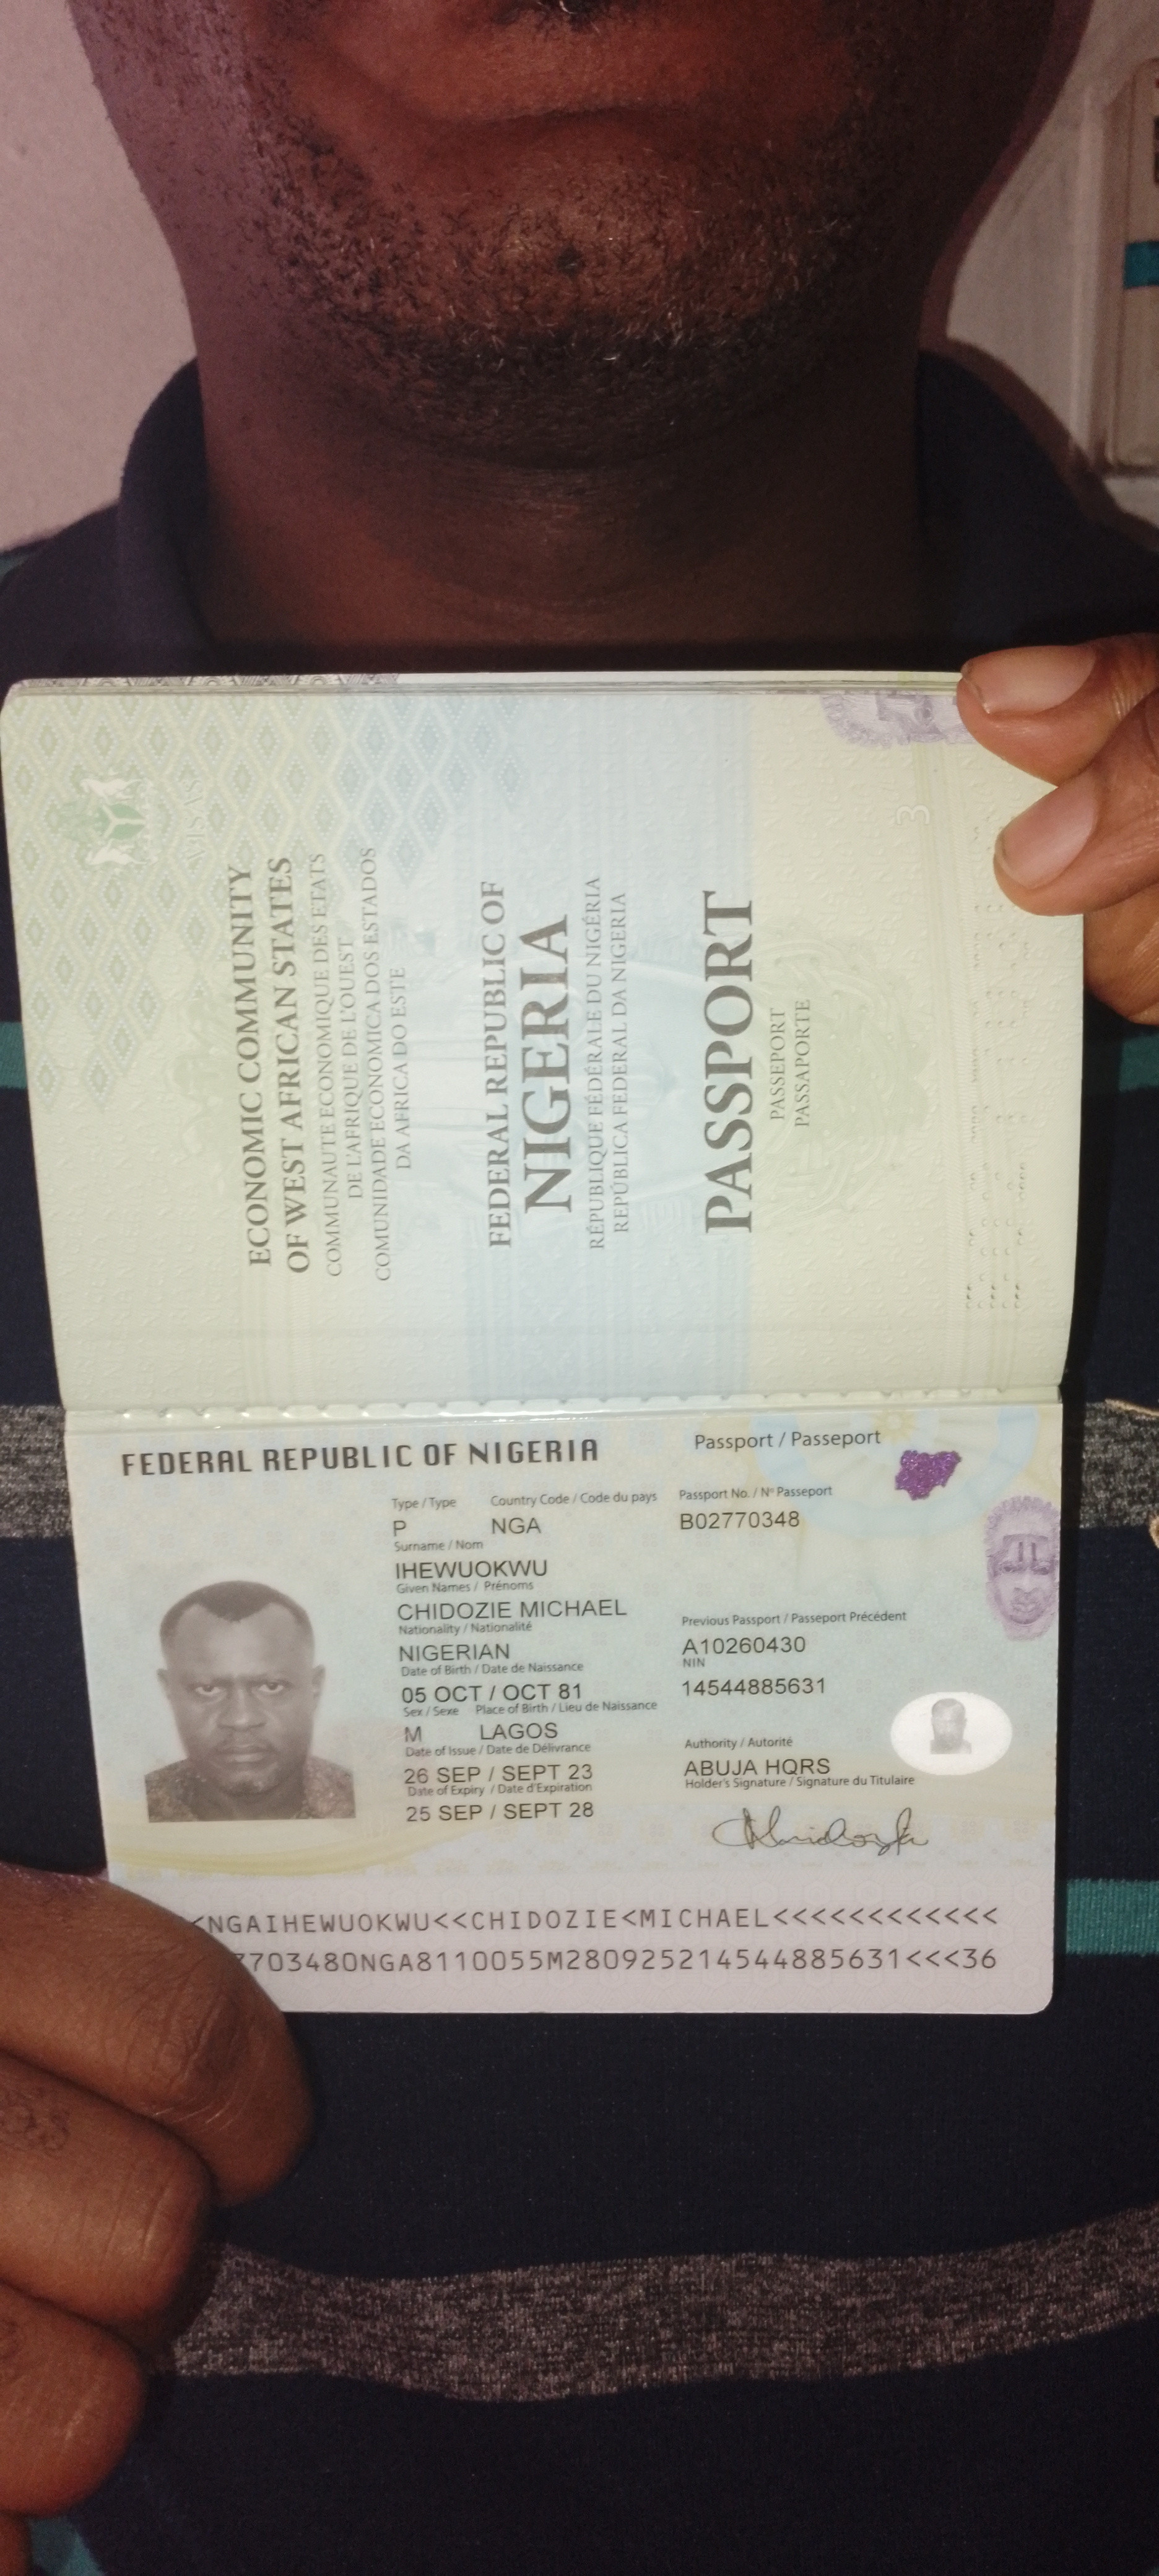 VISAS
ECONOMIC COMMUNITY
OF WEST AFRICAN STATES
COMMUNAUTE ECONOMIQUE DES ETATS
DE L'AFRIQUE DE L'OUEST
COMUNIDADE ECONOMICA DOS ESTADOS
DA AFRICA DO ESTE
FEDERAL REPUBLIC OF
NIGERIA
RÉPUBLIQUE FÉDÉRALE DU NIGÉRIA
REPÚBLICA FEDERAL DA NIGERIA
PASSPORT
PASSEPORT
PASSAPORTE
3
FEDERAL REPUBLIC OF NIGERIA
Passport / Passeport
Type / Type Country Code / Code du pays Passport No. / Nº Passeport
P NGA B02770348
Surname / Nom
IHEWUOKWU
Given Names / Prénoms
CHIDOZIE MICHAEL Previous Passport / Passeport Précédent
Nationality / Nationalité
NIGERIAN A10260430
Date of Birth / Date de Naissance NIN
05 OCT / OCT 81 14544885631
Sex / Sexe Place of Birth / Lieu de Naissance
M LAGOS Authority / Autorité
Date of Issue / Date de Délivrance
26 SEP / SEPT 23 ABUJA HQRS
Date of Expiry / Date d'Expiration Holder's Signature / Signature du Titulaire
25 SEP / SEPT 28
<NGAIHEWUOKWU<<CHIDOZIE<MICHAEL<<<<<<<<<<<<
7703480NGA8110055M280925214544885631<<<36